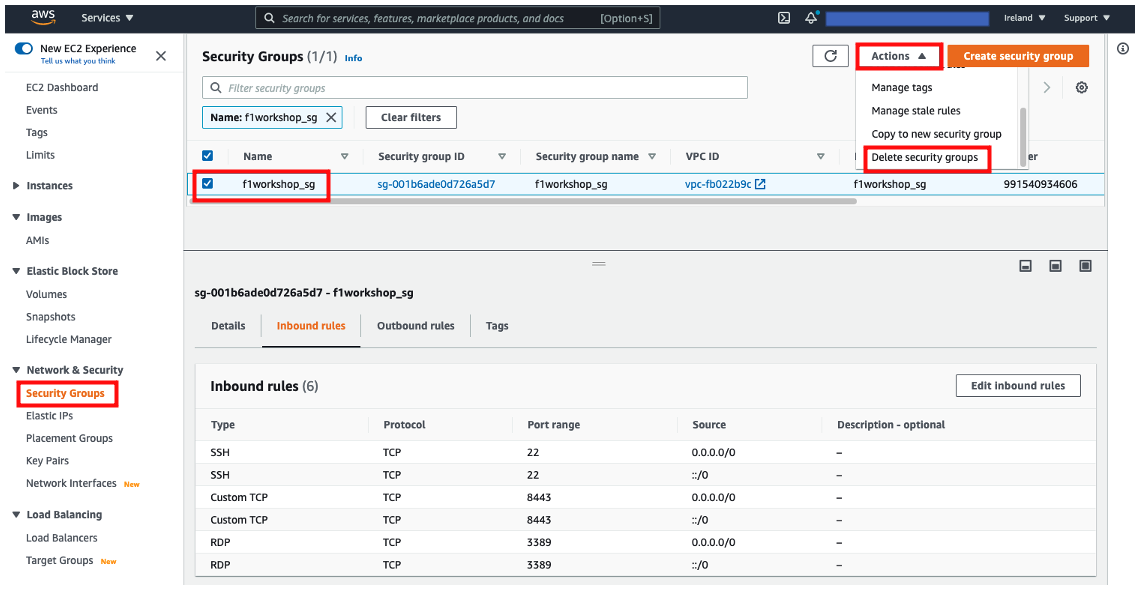 aws Services ▼ Search for services, features, marketplace products, and docs [Option+S] Ireland ▼ Support ▼
New EC2 Experience
Tell us what you think
EC2 Dashboard
Events
Tags
Limits
Instances
Images
AMIs
Elastic Block Store
Volumes
Snapshots
Lifecycle Manager
Network & Security
Security Groups
Elastic IPs
Placement Groups
Key Pairs
Network Interfaces New
Load Balancing
Load Balancers
Target Groups New
Security Groups (1/1) Info
Actions ▲ Create security group
Filter security groups
Name: f1workshop_sg Clear filters
Manage tags
Manage stale rules
Copy to new security group
Delete security groups
Name Security group ID Security group name VPC ID
f1workshop_sg sg-001b6ade0d726a5d7 f1workshop_sg vpc-fb022b9c f1workshop_sg 991540934606
sg-001b6ade0d726a5d7 - f1workshop_sg
Details Inbound rules Outbound rules Tags
Inbound rules (6) Edit inbound rules
Type Protocol Port range Source Description - optional
SSH TCP 22 0.0.0.0/0 –
SSH TCP 22 ::/0 –
Custom TCP TCP 8443 0.0.0.0/0 –
Custom TCP TCP 8443 ::/0 –
RDP TCP 3389 0.0.0.0/0 –
RDP TCP 3389 ::/0 –